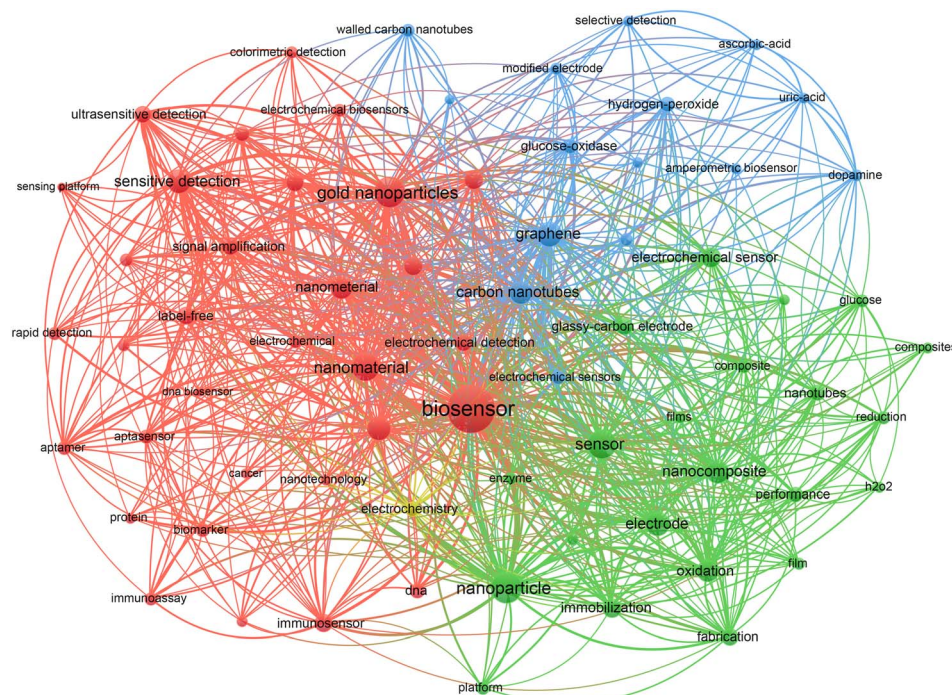 selective detection
walled carbon nanotubes
ascorbic-acid
colorimetric detection
modified electrode
uric-acid
hydrogen-peroxide
electrochemical biosensors
ultrasensitive detection
glucose-oxidase
amperometric biosensor
dopamine
sensitive detection
sensing platform
gold nanoparticles
graphene
signal amplification
electrochemical sensor
nanometerial
carbon nanotubes
glucose
label-free
glassy-carbon electrode
rapid detection
electrochemical
electrochemical detection
composites
nanomaterial
composite
electrochemical sensors
dna biosensor
nanotubes
biosensor
films
reduction
aptasensor
sensor
aptamer
cancer
nanocomposite
nanotechnology
enzyme
h2o2
performance
electrochemistry
protein
electrode
biomarker
film
oxidation
nanoparticle
dna
immunoassay
immobilization
immunosensor
fabrication
platform